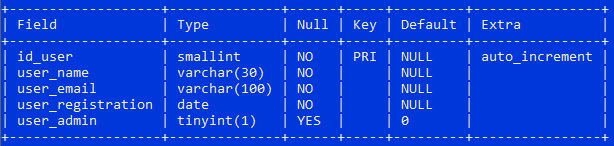 +-------------------+--------------+------+-----+---------+----------------+
| Field             | Type         | Null | Key | Default | Extra          |
+-------------------+--------------+------+-----+---------+----------------+
| id_user           | smallint     | NO   | PRI | NULL    | auto_increment |
| user_name         | varchar(30)  | NO   |     | NULL    |                |
| user_email        | varchar(100) | NO   |     | NULL    |                |
| user_registration | date         | NO   |     | NULL    |                |
| user_admin        | tinyint(1)   | YES  |     | 0       |                |
+-------------------+--------------+------+-----+---------+----------------+